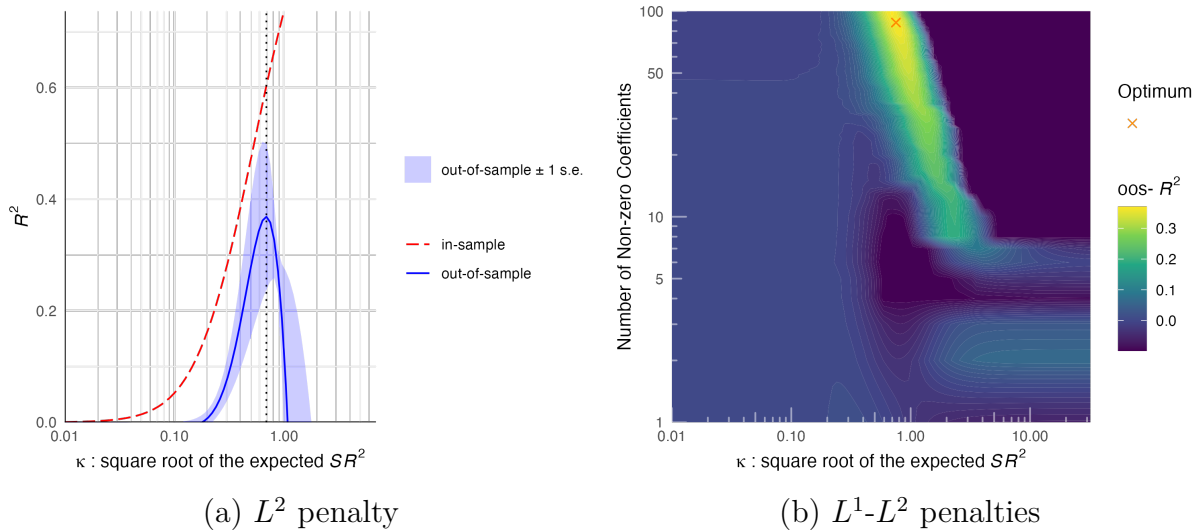 R²
0.6
0.4
0.2
0.0
0.01
0.10
1.00
κ : square root of the expected SR²
out-of-sample ± 1 s.e.
in-sample
out-of-sample
(a) L² penalty
Number of Non-zero Coefficients
100
50
10
5
1
0.01
0.10
1.00
10.00
κ : square root of the expected SR²
Optimum
oos- R²
0.3
0.2
0.1
0.0
(b) L¹-L² penalties